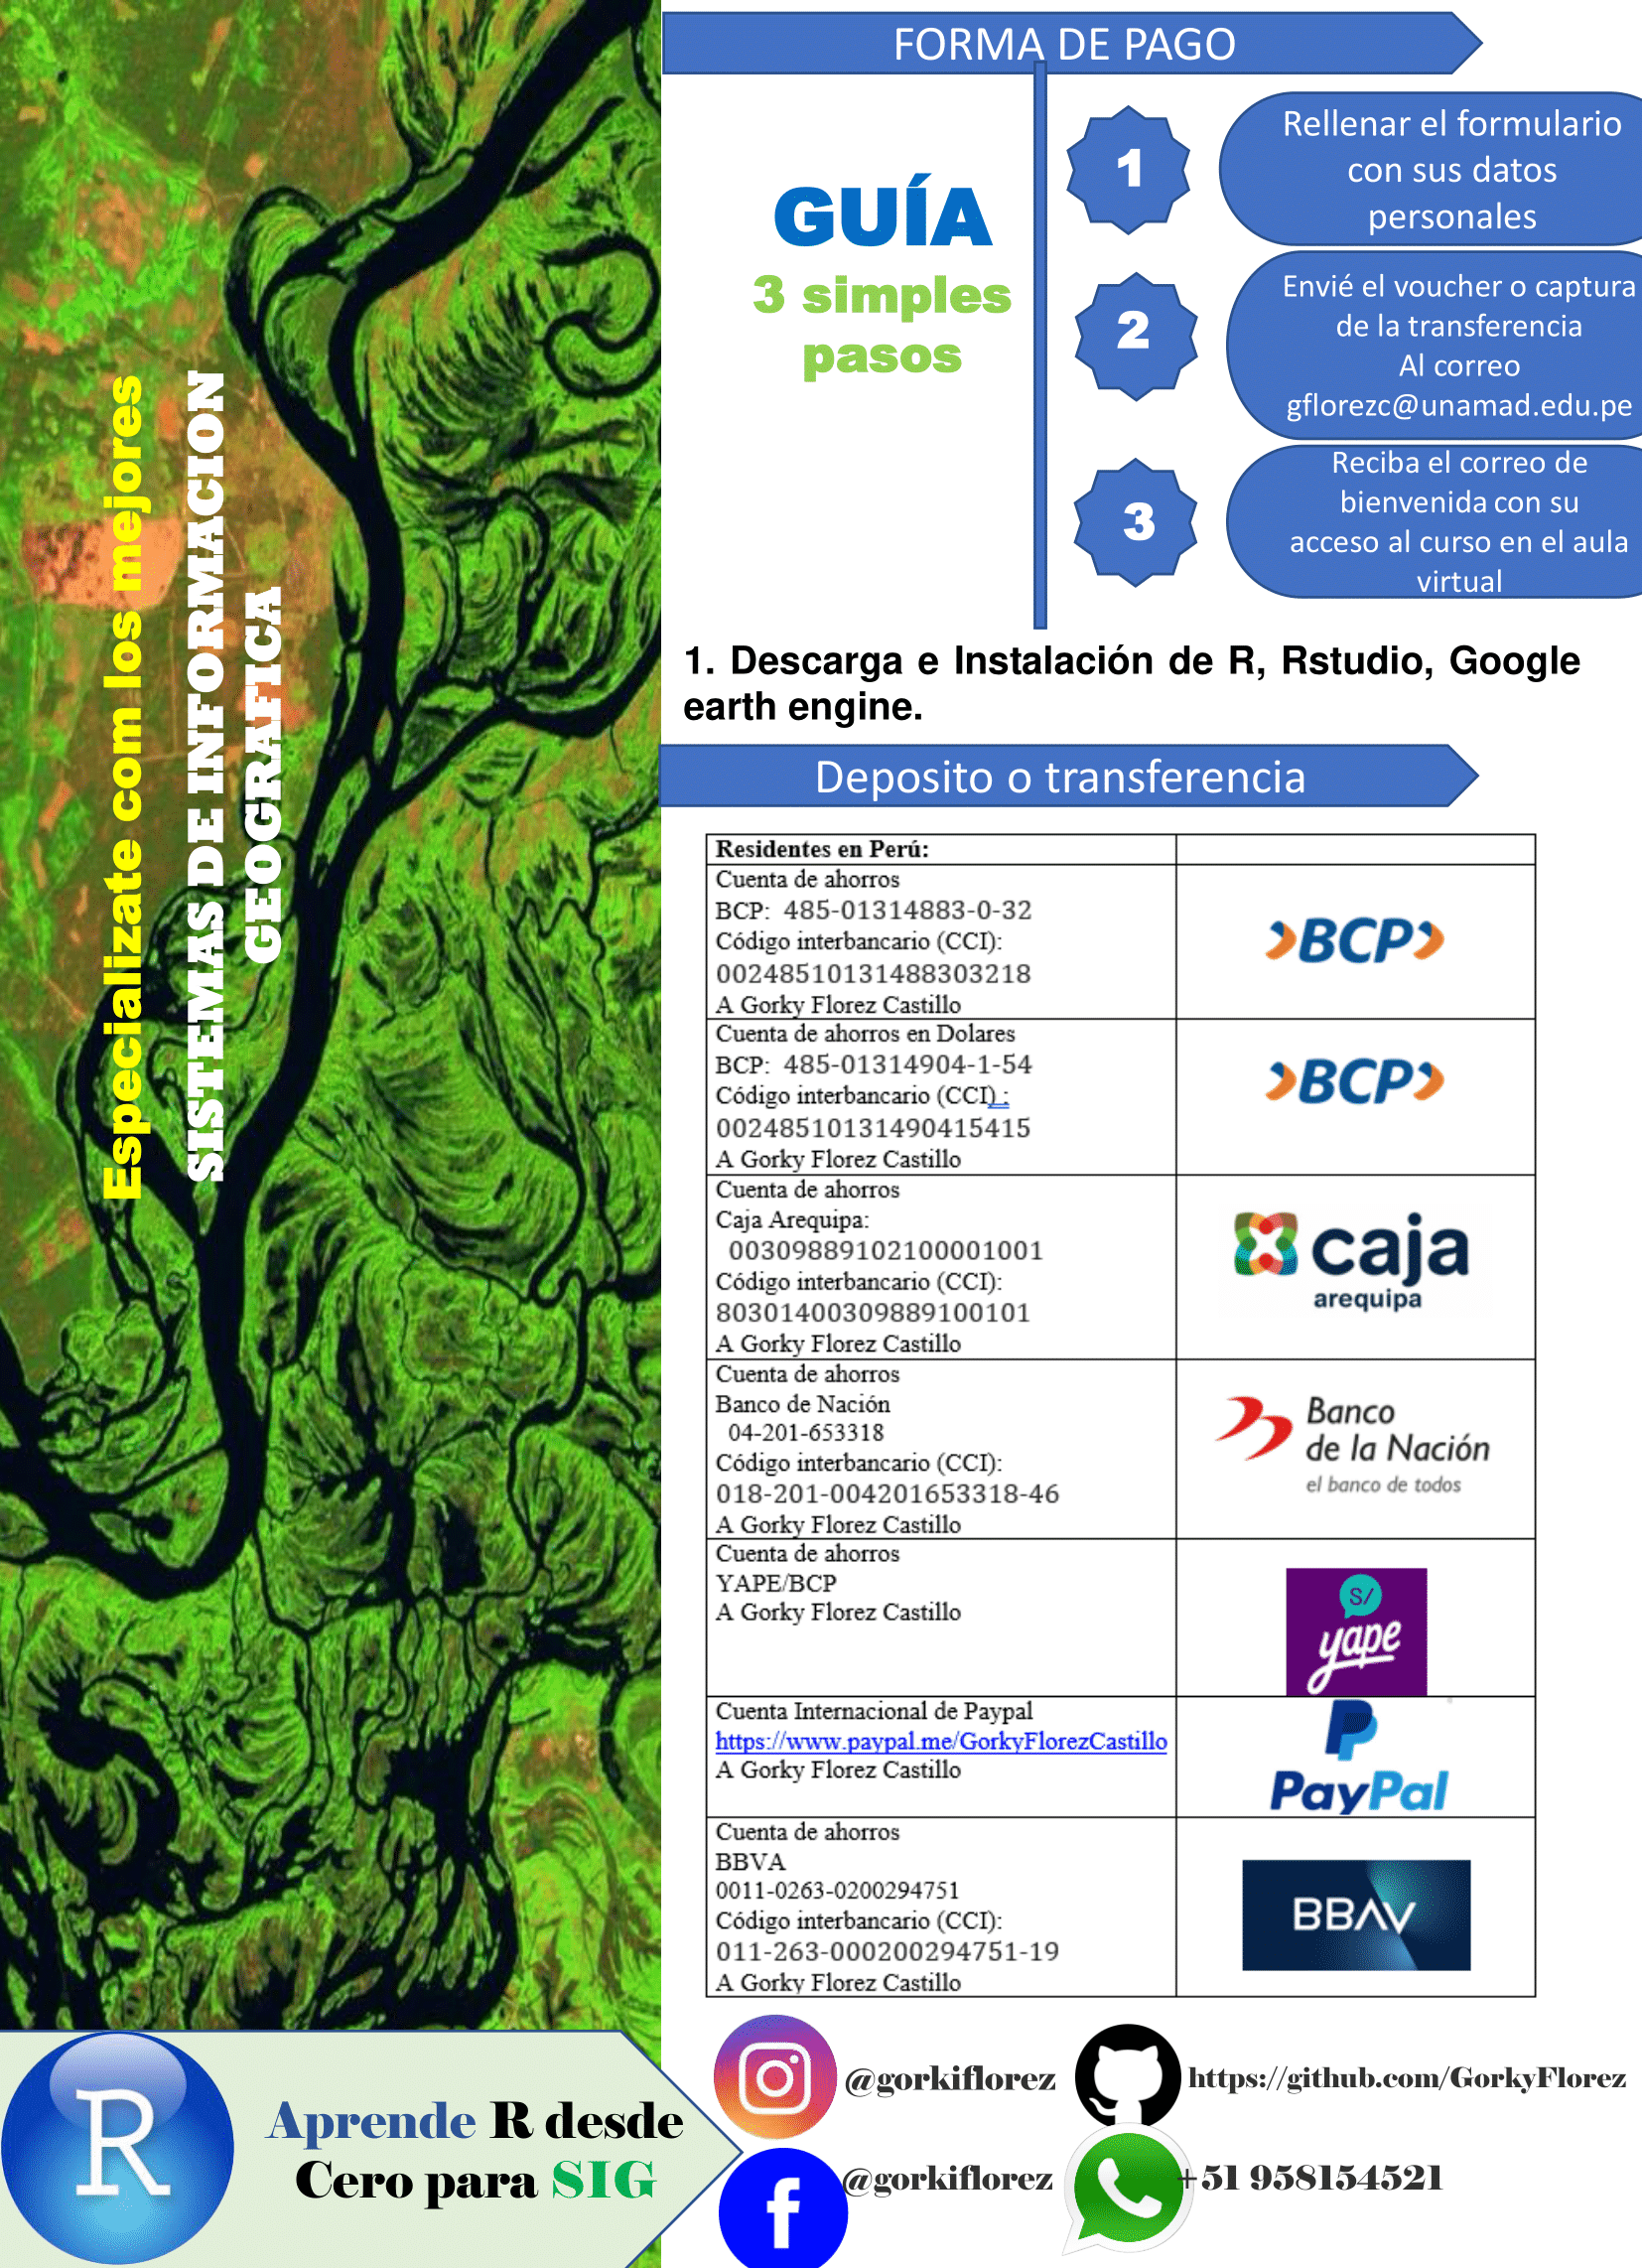 Especializate com los mejores
SISTEMAS DE INFORMACION
GEOGRAFICA
FORMA DE PAGO
GUÍA
3 simples
pasos
1
Rellenar el formulario
con sus datos
personales
2
Envié el voucher o captura
de la transferencia
Al correo
gflorezc@unamad.edu.pe
3
Reciba el correo de
bienvenida con su
acceso al curso en el aula
virtual
1. Descarga e Instalación de R, Rstudio, Google
earth engine.
Deposito o transferencia
Residentes en Perú:
Cuenta de ahorros
BCP: 485-01314883-0-32
Código interbancario (CCI):
00248510131488303218
A Gorky Florez Castillo
BCP
Cuenta de ahorros en Dolares
BCP: 485-01314904-1-54
Código interbancario (CCI) :
00248510131490415415
A Gorky Florez Castillo
BCP
Cuenta de ahorros
Caja Arequipa:
00309889102100001001
Código interbancario (CCI):
80301400309889100101
A Gorky Florez Castillo
caja
arequipa
Cuenta de ahorros
Banco de Nación
04-201-653318
Código interbancario (CCI):
018-201-004201653318-46
A Gorky Florez Castillo
Banco
de la Nación
el banco de todos
Cuenta de ahorros
YAPE/BCP
A Gorky Florez Castillo
S/
yape
Cuenta Internacional de Paypal
https://www.paypal.me/GorkyFlorezCastillo
A Gorky Florez Castillo
PayPal
Cuenta de ahorros
BBVA
0011-0263-0200294751
Código interbancario (CCI):
011-263-000200294751-19
A Gorky Florez Castillo
BBVA
R
Aprende R desde
Cero para SIG
@gorkiflorez
https://github.com/GorkyFlorez
@gorkiflorez
+51 958154521